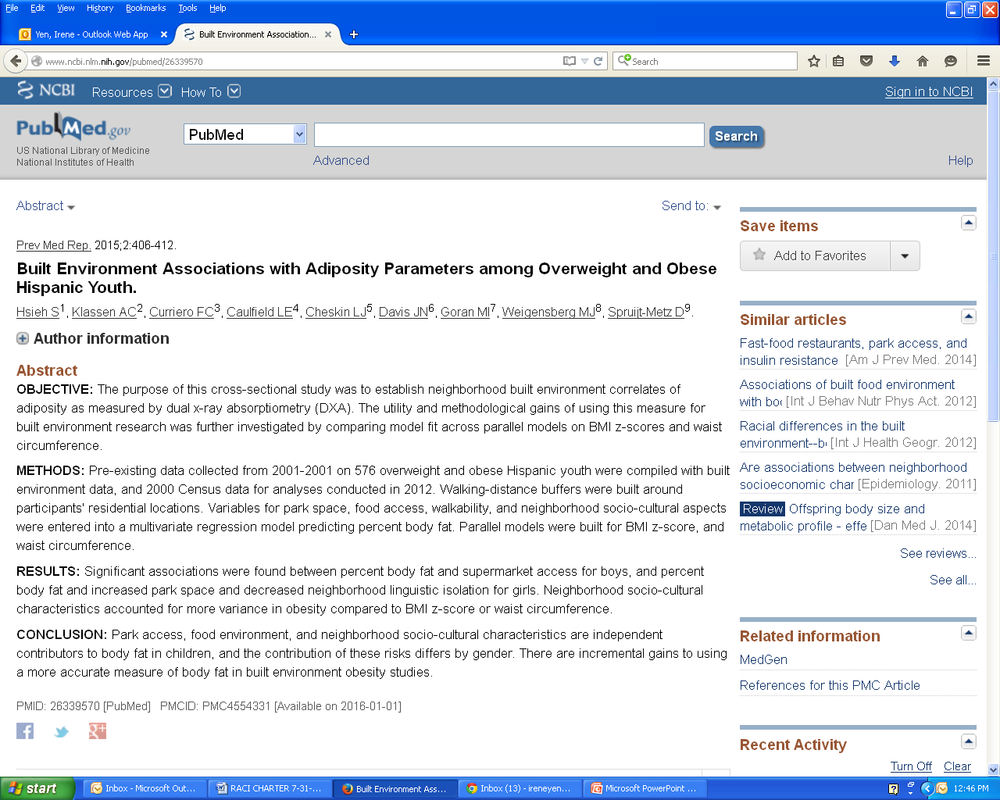 File Edit View History Bookmarks Tools Help
Yen, Irene - Outlook Web App
Built Environment Association...
www.ncbi.nlm.nih.gov/pubmed/26339570
Search
NCBI Resources How To Sign in to NCBI
PubMed.gov
US National Library of Medicine
National Institutes of Health
PubMed
Search
Advanced
Help
Abstract
Send to:
Prev Med Rep. 2015;2:406-412.
Built Environment Associations with Adiposity Parameters among Overweight and Obese
Hispanic Youth.
Hsieh S1, Klassen AC2, Curriero FC3, Caulfield LE4, Cheskin LJ5, Davis JN6, Goran MI7, Weigensberg MJ8, Spruijt-Metz D9.
Author information
Abstract
OBJECTIVE: The purpose of this cross-sectional study was to establish neighborhood built environment correlates of
adiposity as measured by dual x-ray absorptiometry (DXA). The utility and methodological gains of using this measure for
built environment research was further investigated by comparing model fit across parallel models on BMI z-scores and waist
circumference.
METHODS: Pre-existing data collected from 2001-2001 on 576 overweight and obese Hispanic youth were compiled with built
environment data, and 2000 Census data for analyses conducted in 2012. Walking-distance buffers were built around
participants' residential locations. Variables for park space, food access, walkability, and neighborhood socio-cultural aspects
were entered into a multivariate regression model predicting percent body fat. Parallel models were built for BMI z-score, and
waist circumference.
RESULTS: Significant associations were found between percent body fat and supermarket access for boys, and percent
body fat and increased park space and decreased neighborhood linguistic isolation for girls. Neighborhood socio-cultural
characteristics accounted for more variance in obesity compared to BMI z-score or waist circumference.
CONCLUSION: Park access, food environment, and neighborhood socio-cultural characteristics are independent
contributors to body fat in children, and the contribution of these risks differs by gender. There are incremental gains to using
a more accurate measure of body fat in built environment obesity studies.
PMID: 26339570 [PubMed] PMCID: PMC4554331 [Available on 2016-01-01]
Save items
Add to Favorites
Similar articles
Fast-food restaurants, park access, and
insulin resistance [Am J Prev Med. 2014]
Associations of built food environment
with bo [Int J Behav Nutr Phys Act. 2012]
Racial differences in the built
environment--b [Int J Health Geogr. 2012]
Are associations between neighborhood
socioeconomic char [Epidemiology. 2011]
Review Offspring body size and
metabolic profile - effe [Dan Med J. 2014]
See reviews...
See all...
Related information
MedGen
References for this PMC Article
Recent Activity
Turn Off Clear
start
Inbox - Microsoft Out...
RACI CHARTER 7-31-...
Built Environment Ass...
Inbox (13) - ireneyen...
Microsoft PowerPoint ...
12:46 PM